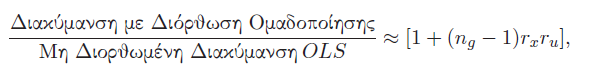 Διακύμανση με Διόρθωση Ομαδοποίησης
Μη Διορθωμένη Διακύμανση OLS
≈ [1 + (n_g − 1)r_x r_u],